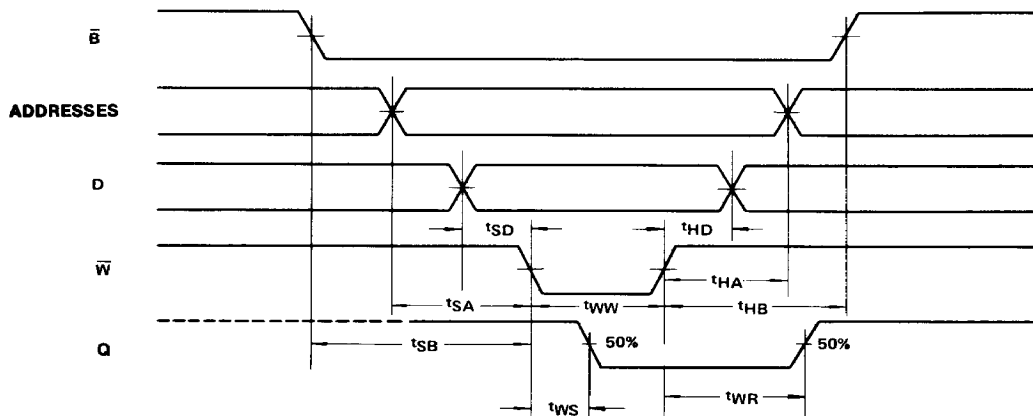 B̅
ADDRESSES
D
tSD
tHD
W̅
tHA
tSA
tWW
tHB
Q
tSB
50%
50%
tWS
tWR